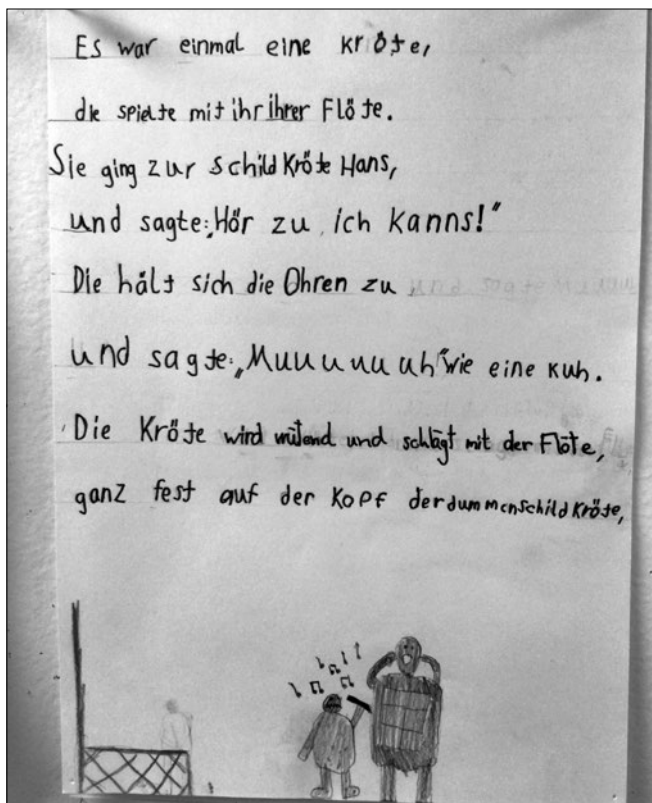 Es war einmal eine Kröte,
die spielte mit ihr ihrer Flöte.
Sie ging zur schildKröte Hans,
und sagte:„Hör zu ich kanns!"
Die hält sich die Ohren zu
und sagte:„Muuuuuuh" wie eine Kuh.
Die Kröte wird wütend und schlägt mit der Flöte,
ganz fest auf der Kopf der dummenschildKröte,